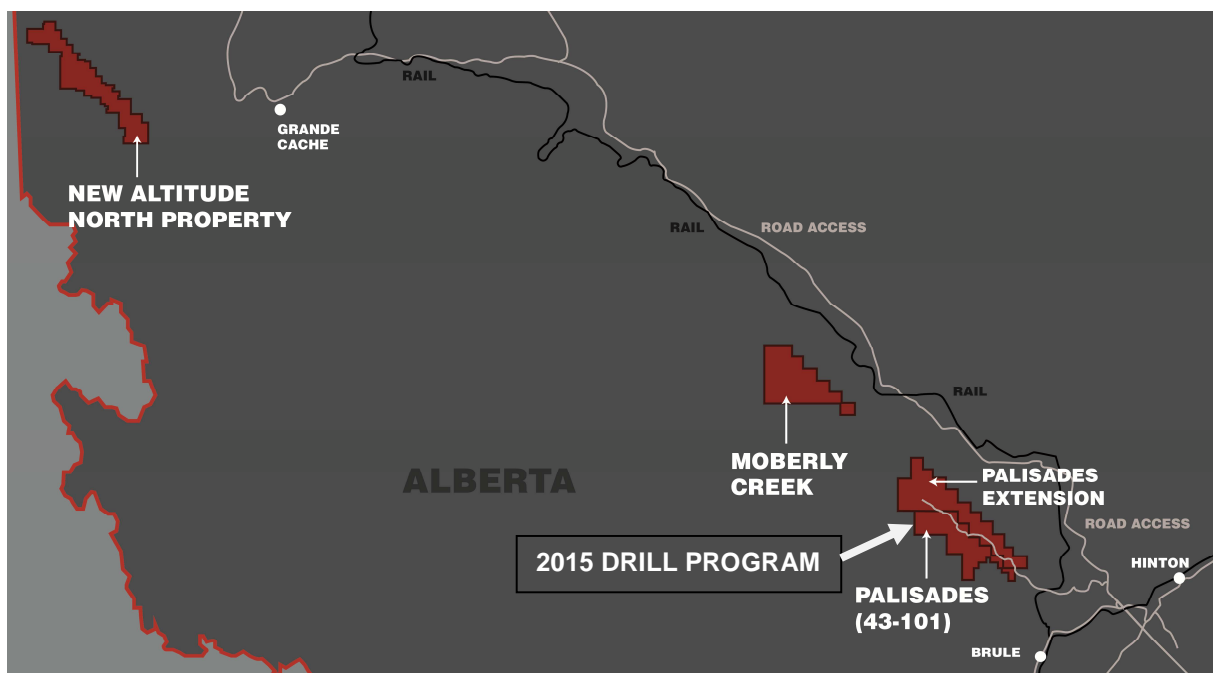 RAIL
GRANDE
CACHE
NEW ALTITUDE
NORTH PROPERTY
RAIL
ROAD ACCESS
RAIL
MOBERLY
CREEK
ALBERTA
PALISADES
EXTENSION
ROAD ACCESS
2015 DRILL PROGRAM
HINTON
PALISADES
(43-101)
BRULE